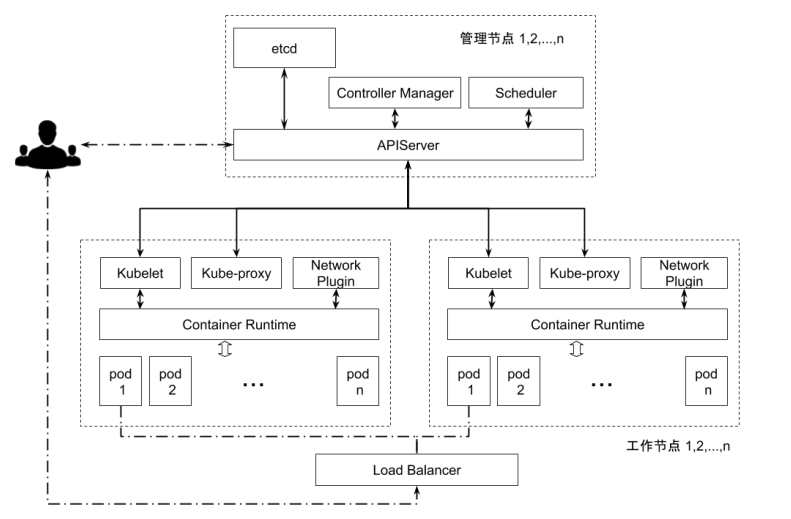 管理节点 1,2,...,n
etcd
Controller Manager
Scheduler
APIServer
Kubelet
Kube-proxy
Network
Plugin
Container Runtime
pod
1
pod
2
...
pod
n
Kubelet
Kube-proxy
Network
Plugin
Container Runtime
pod
1
pod
2
...
pod
n
工作节点 1,2,...,n
Load Balancer